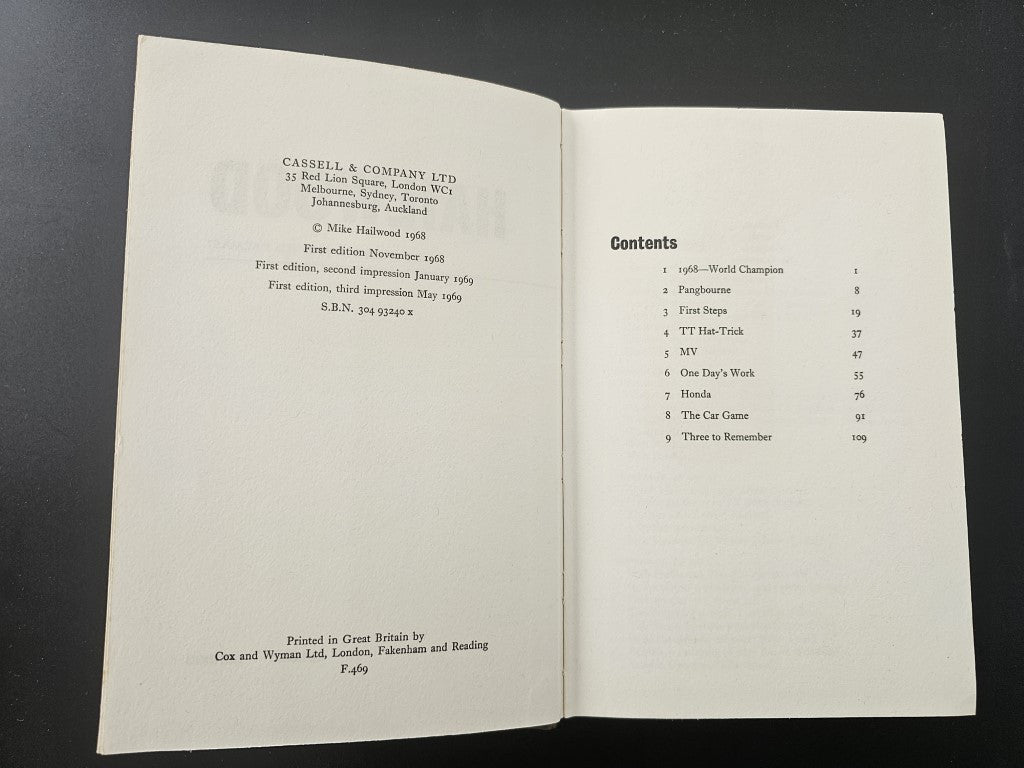 CASSELL & COMPANY LTD
35 Red Lion Square, London WC1
Melbourne, Sydney, Toronto
Johannesburg, Auckland
© Mike Hailwood 1968
First edition November 1968
First edition, second impression January 1969
First edition, third impression May 1969
S.B.N. 304 93240 x
Printed in Great Britain by
Cox and Wyman Ltd, London, Fakenham and Reading
F.469
Contents
1 1968—World Champion 1
2 Pangbourne 8
3 First Steps 19
4 TT Hat-Trick 37
5 MV 47
6 One Day's Work 55
7 Honda 76
8 The Car Game 91
9 Three to Remember 109